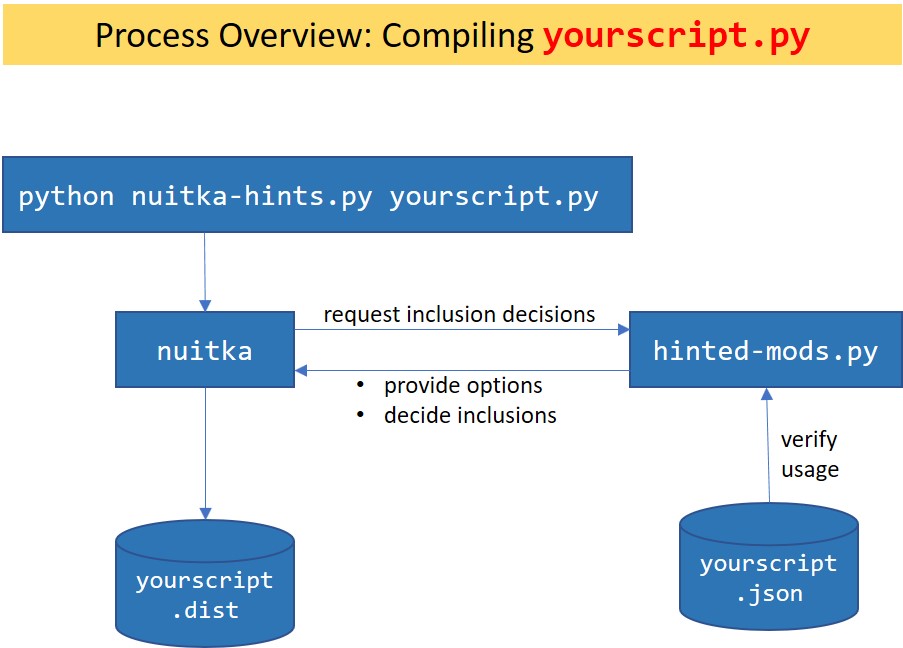 Process Overview: Compiling yourscript.py
python nuitka-hints.py yourscript.py
request inclusion decisions
nuitka
hinted-mods.py
• provide options
• decide inclusions
verify
usage
yourscript
.dist
yourscript
.json